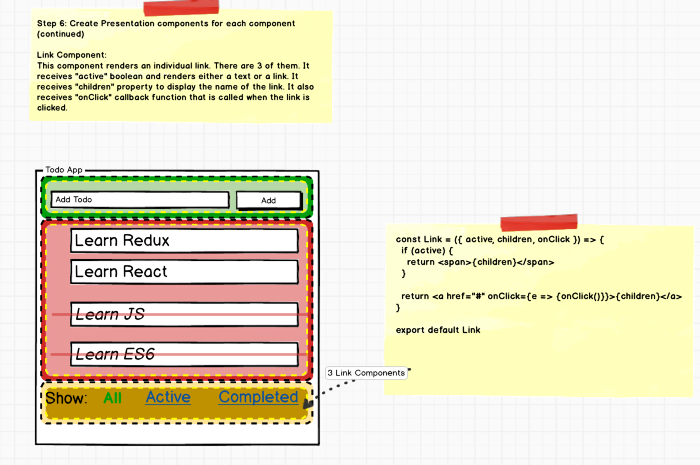 Step 6: Create Presentation components for each component
(continued)
Link Component:
This component renders an individual link. There are 3 of them. It
receives "active" boolean and renders either a text or a link. It
receives "children" property to display the name of the link. It also
receives "onClick" callback function that is called when the link is
clicked.
Todo App
Add Todo
Add
Learn Redux
Learn React
Learn JS
Learn ES6
Show: All Active Completed
3 Link Components
const Link = ({ active, children, onClick }) => {
if (active) {
return <span>{children}</span>
}
return <a href="#" onClick={e => {onClick()}}>{children}</a>
}
export default Link